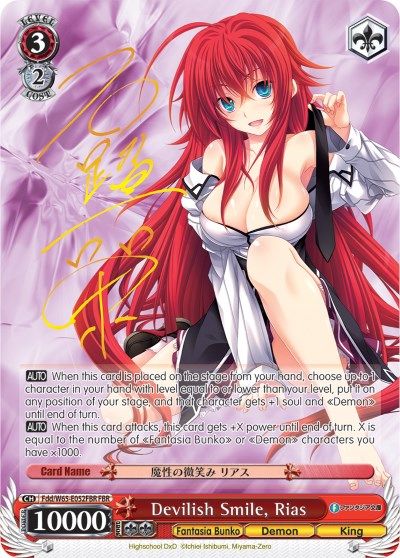 LEVEL
3
2
COST
AUTO When this card is placed on the stage from your hand, choose up to 1
character in your hand with level equal to or lower than your level, put it on
any position of your stage, and that character gets +1 soul and «Demon»
until end of turn.
AUTO When this card attacks, this card gets +X power until end of turn. X is
equal to the number of «Fantasia Bunko» or «Demon» characters you
have ×1000.
Card Name 魔性の微笑み リアス
CH Fdd/W65-E052FBR FBR
ファンタジア文庫
POWER 10000 SOUL Devilish Smile, Rias
Fantasia Bunko Demon King
Highschool DxD ©Ichiei Ishibumi, Miyama-Zero